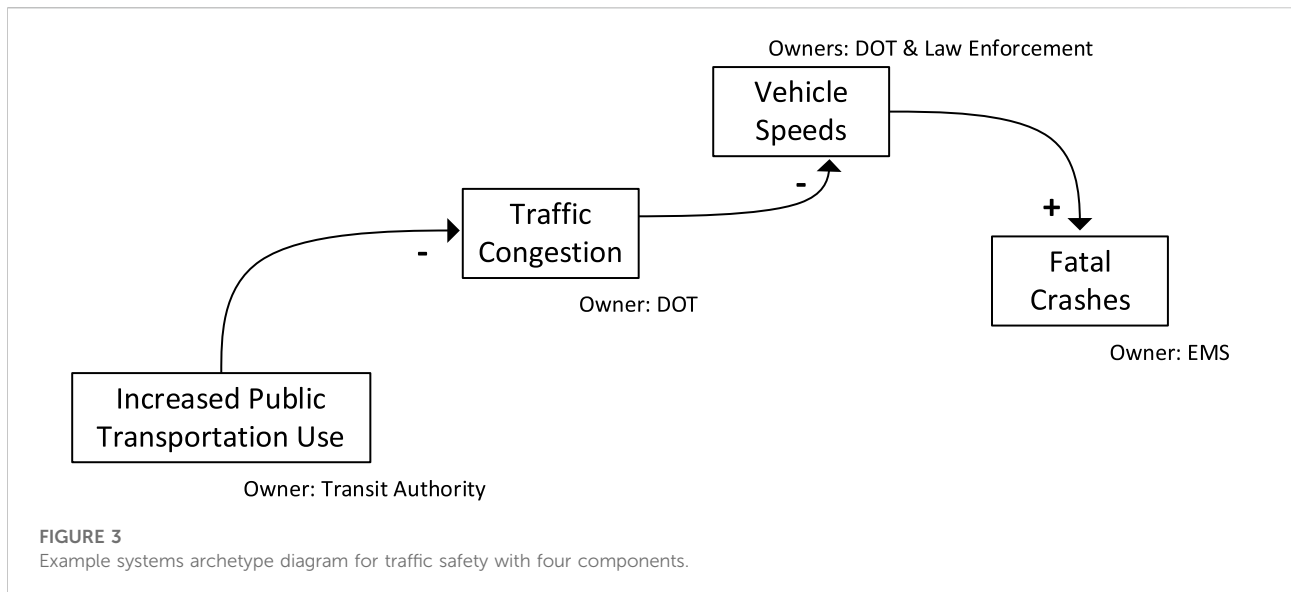 Owners: DOT & Law Enforcement
Vehicle
Speeds
-
+
Traffic
Congestion
-
Owner: DOT
Fatal
Crashes
Owner: EMS
Increased Public
Transportation Use
Owner: Transit Authority
FIGURE 3
Example systems archetype diagram for traffic safety with four components.